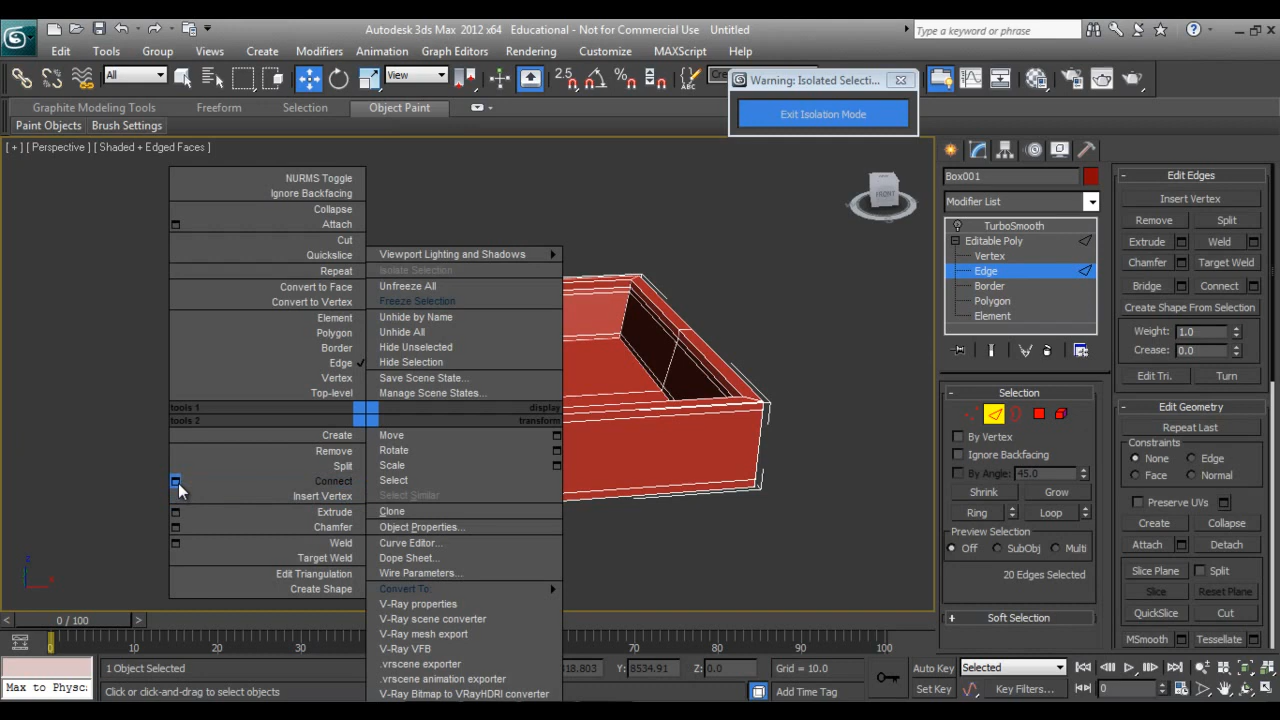 Autodesk 3ds Max 2012 x64 Educational - Not for Commercial Use Untitled
Type a keyword or phrase
Edit Tools Group Views Create Modifiers Animation Graph Editors Rendering Customize MAXScript Help
All
View
2.5
ABC
Cre
Warning: Isolated Selecti...
Exit Isolation Mode
Graphite Modeling Tools Freeform Selection Object Paint
Paint Objects Brush Settings
[ + ] [ Perspective ] [ Shaded + Edged Faces ]
FRONT
NURMS Toggle
Ignore Backfacing
Collapse
Attach
Cut
Quickslice
Repeat
Convert to Face
Convert to Vertex
Element
Polygon
Border
Edge
Vertex
Top-level
tools 1
tools 2
Create
Remove
Split
Connect
Insert Vertex
Extrude
Chamfer
Weld
Target Weld
Edit Triangulation
Create Shape
Viewport Lighting and Shadows
Isolate Selection
Unfreeze All
Freeze Selection
Unhide by Name
Unhide All
Hide Unselected
Hide Selection
Save Scene State...
Manage Scene States...
display
transform
Move
Rotate
Scale
Select
Select Similar
Clone
Object Properties...
Curve Editor...
Dope Sheet...
Wire Parameters...
Convert To:
V-Ray properties
V-Ray scene converter
V-Ray mesh export
V-Ray VFB
.vrscene exporter
.vrscene animation exporter
V-Ray Bitmap to VRayHDRI converter
Box001
Modifier List
TurboSmooth
Editable Poly
Vertex
Edge
Border
Polygon
Element
Selection
By Vertex
Ignore Backfacing
By Angle: 45.0
Shrink Grow
Ring Loop
Preview Selection
Off SubObj Multi
20 Edges Selected
Soft Selection
Edit Edges
Insert Vertex
Remove Split
Extrude Weld
Chamfer Target Weld
Bridge Connect
Create Shape From Selection
Weight: 1.0
Crease: 0.0
Edit Tri. Turn
Edit Geometry
Repeat Last
Constraints
None Edge
Face Normal
Preserve UVs
Create Collapse
Attach Detach
Slice Plane Split
Slice Reset Plane
QuickSlice Cut
MSmooth Tessellate
0 / 100
0 10 20 30 70 80 90 100
Max to Physc
1 Object Selected
Click or click-and-drag to select objects
318.803 Y: 8534.91 Z: 0.0 Grid = 10.0
Add Time Tag
Auto Key Selected
Set Key Key Filters...
0